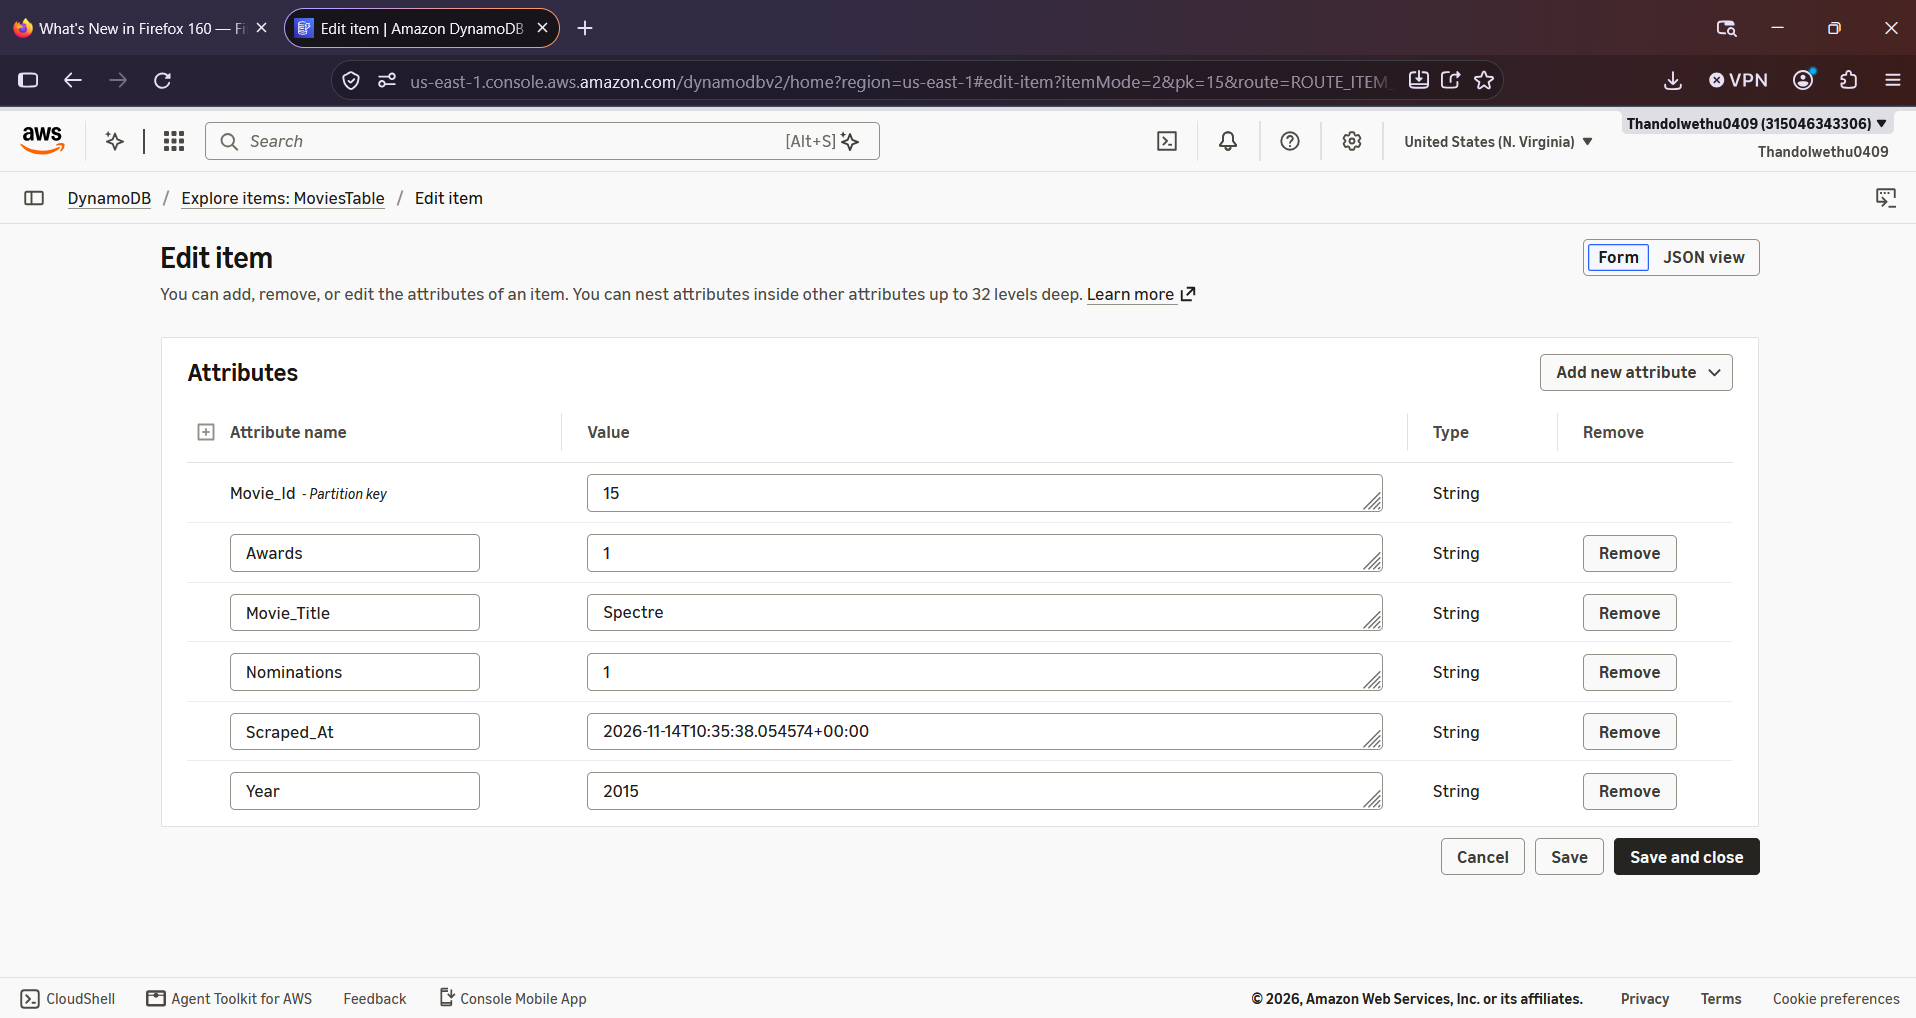 What's New in Firefox 160 — Fi
Edit item | Amazon DynamoDB
us-east-1.console.aws.amazon.com/dynamodbv2/home?region=us-east-1#edit-item?itemMode=2&pk=15&route=ROUTE_ITEM_
VPN
aws
Search
[Alt+S]
United States (N. Virginia)
Thandolwethu0409 (315046343306)
Thandolwethu0409
DynamoDB / Explore items: MoviesTable / Edit item
Edit item
Form
JSON view
You can add, remove, or edit the attributes of an item. You can nest attributes inside other attributes up to 32 levels deep. Learn more
Attributes
Add new attribute
Attribute name Value Type Remove
Movie_Id - Partition key 15 String
Awards 1 String Remove
Movie_Title Spectre String Remove
Nominations 1 String Remove
Scraped_At 2026-11-14T10:35:38.054574+00:00 String Remove
Year 2015 String Remove
Cancel Save Save and close
CloudShell Agent Toolkit for AWS Feedback Console Mobile App © 2026, Amazon Web Services, Inc. or its affiliates. Privacy Terms Cookie preferences